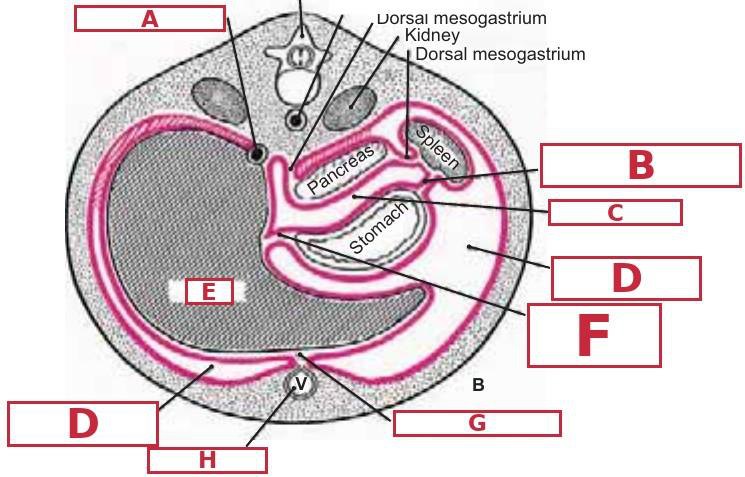 A
Dorsal mesogastrium
Kidney
Dorsal mesogastrium
Spleen
Pancreas
B
C
Stomach
D
E
F
V
B
D
G
H